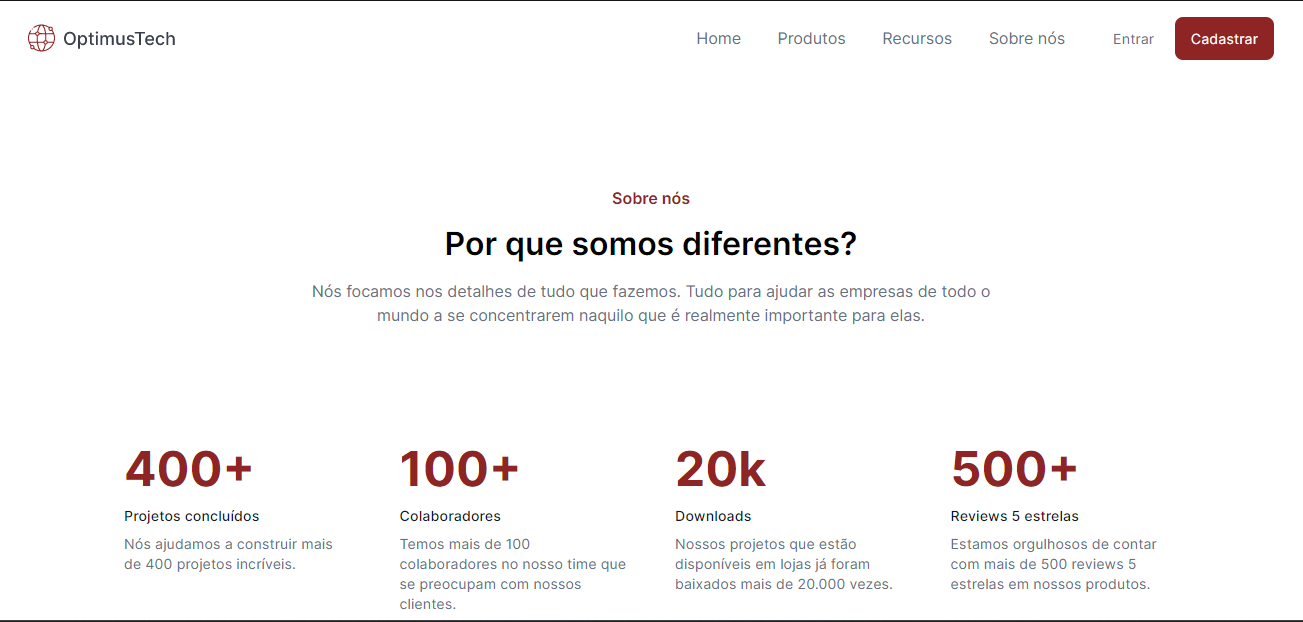 OptimusTech
Home Produtos Recursos Sobre nós Entrar Cadastrar
Sobre nós
Por que somos diferentes?
Nós focamos nos detalhes de tudo que fazemos. Tudo para ajudar as empresas de todo o
mundo a se concentrarem naquilo que é realmente importante para elas.
400+
Projetos concluídos
Nós ajudamos a construir mais
de 400 projetos incríveis.
100+
Colaboradores
Temos mais de 100
colaboradores no nosso time que
se preocupam com nossos
clientes.
20k
Downloads
Nossos projetos que estão
disponíveis em lojas já foram
baixados mais de 20.000 vezes.
500+
Reviews 5 estrelas
Estamos orgulhosos de contar
com mais de 500 reviews 5
estrelas em nossos produtos.